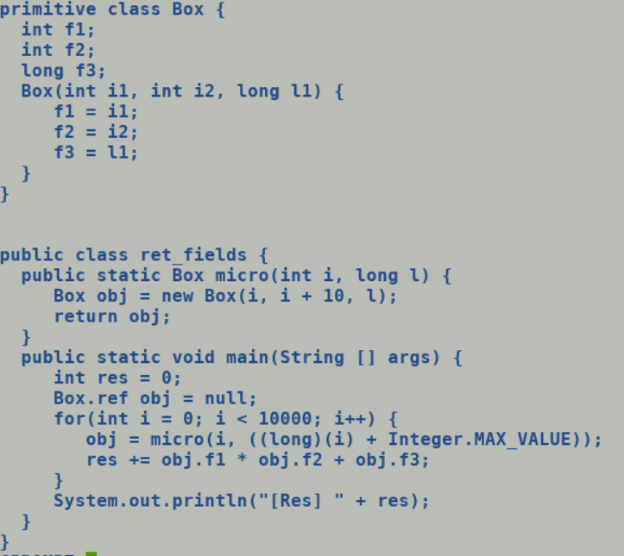 primitive class Box {
  int f1;
  int f2;
  long f3;
  Box(int i1, int i2, long l1) {
     f1 = i1;
     f2 = i2;
     f3 = l1;
  }
}
public class ret_fields {
  public static Box micro(int i, long l) {
     Box obj = new Box(i, i + 10, l);
     return obj;
  }
  public static void main(String [] args) {
     int res = 0;
     Box.ref obj = null;
     for(int i = 0; i < 10000; i++) {
        obj = micro(i, ((long)(i) + Integer.MAX_VALUE));
        res += obj.f1 * obj.f2 + obj.f3;
     }
     System.out.println("[Res] " + res);
  }
}